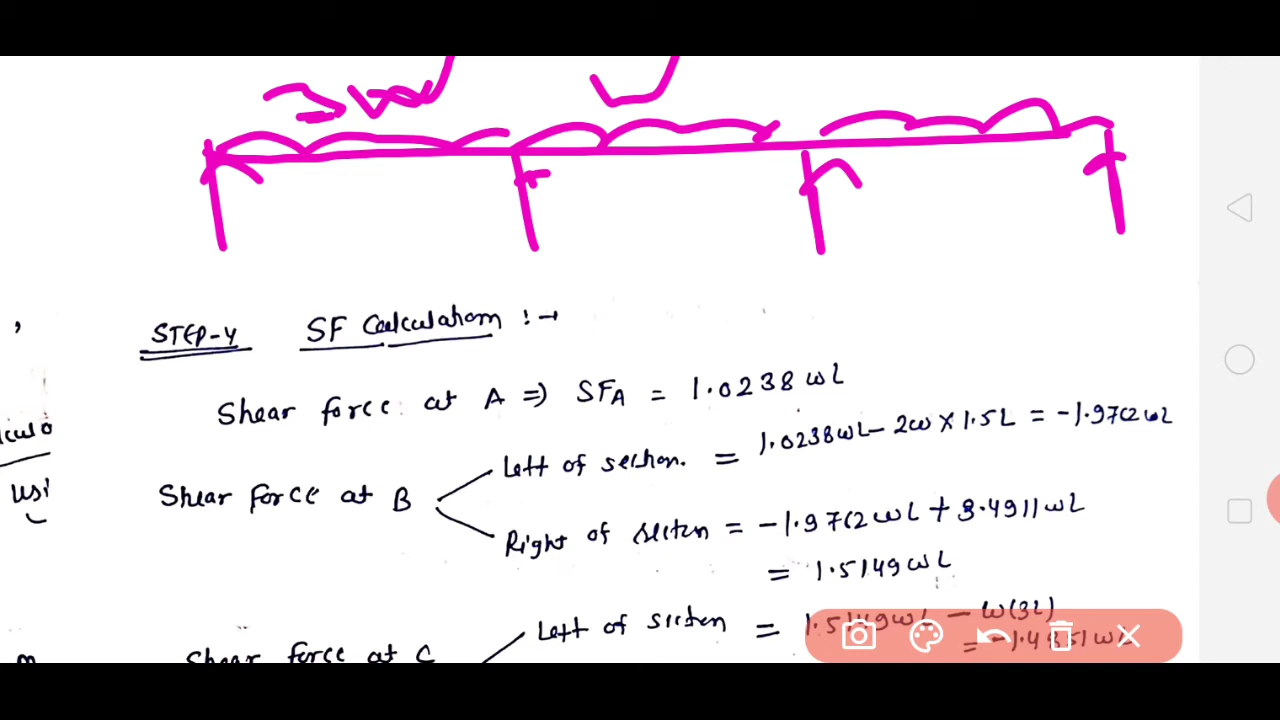 3w
STEP-4 SF Calculation :→
Shear force at A ⇒ SFA = 1.0238 wL
Shear force at B
Left of section. = 1.0238wL - 2w × 1.5L = -1.9762wL
Right of section = -1.9762wL + 3.4911wL
= 1.5149wL
Shear force at C
Left of section = 1.5149wL - w(3L)
= -1.4851wL